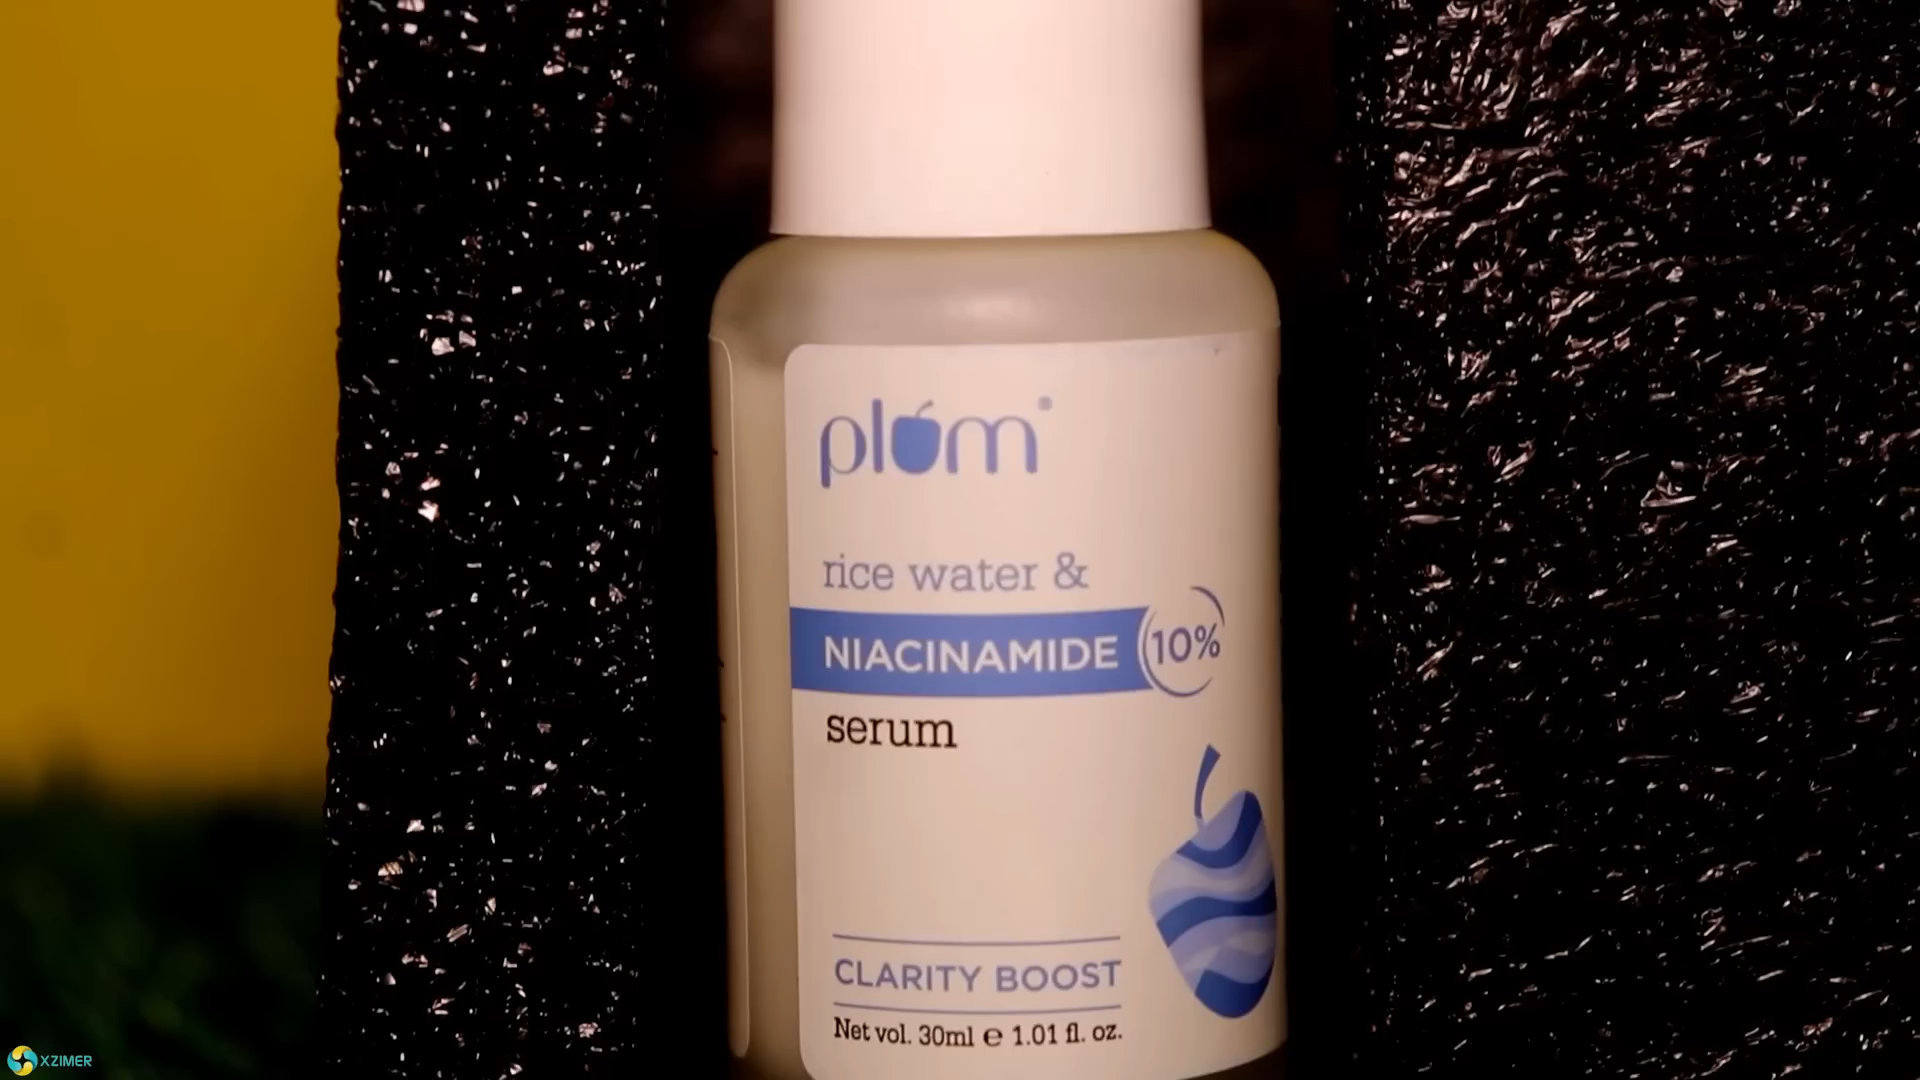 plum®
rice water &
NIACINAMIDE 10%
serum
CLARITY BOOST
Net vol. 30ml ℮ 1.01 fl. oz.
XZIMER